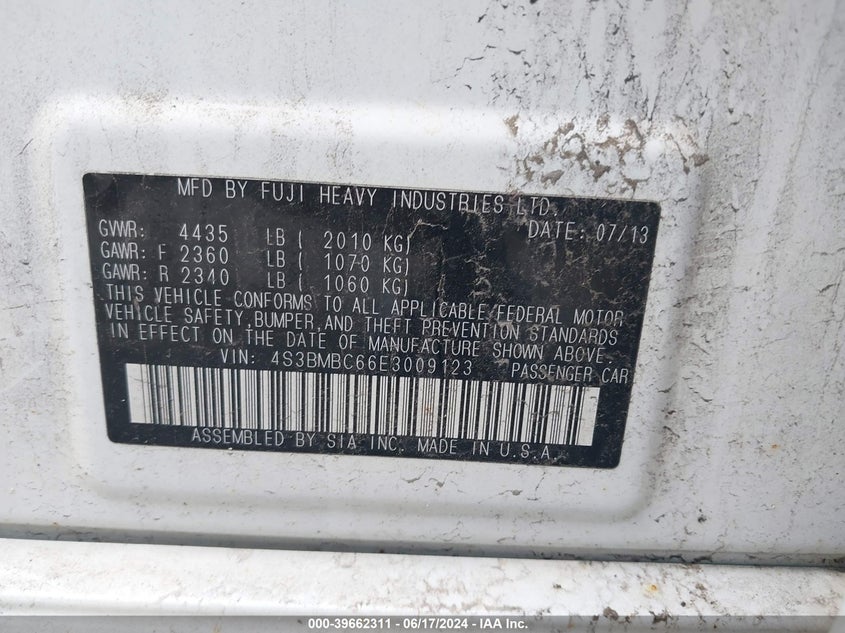 MFD BY FUJI HEAVY INDUSTRIES LTD.
GVWR: 4435 LB ( 2010 KG) DATE: 07/13
GAWR: F 2360 LB ( 1070 KG)
GAWR: R 2340 LB ( 1060 KG)
THIS VEHICLE CONFORMS TO ALL APPLICABLE FEDERAL MOTOR
VEHICLE SAFETY, BUMPER, AND THEFT PREVENTION STANDARDS
IN EFFECT ON THE DATE OF MANUFACTURE SHOWN ABOVE.
VIN: 4S3BMBC66E3009123 PASSENGER CAR
ASSEMBLED BY SIA INC. MADE IN U.S.A.
000-39662311 - 06/17/2024 - IAA Inc.